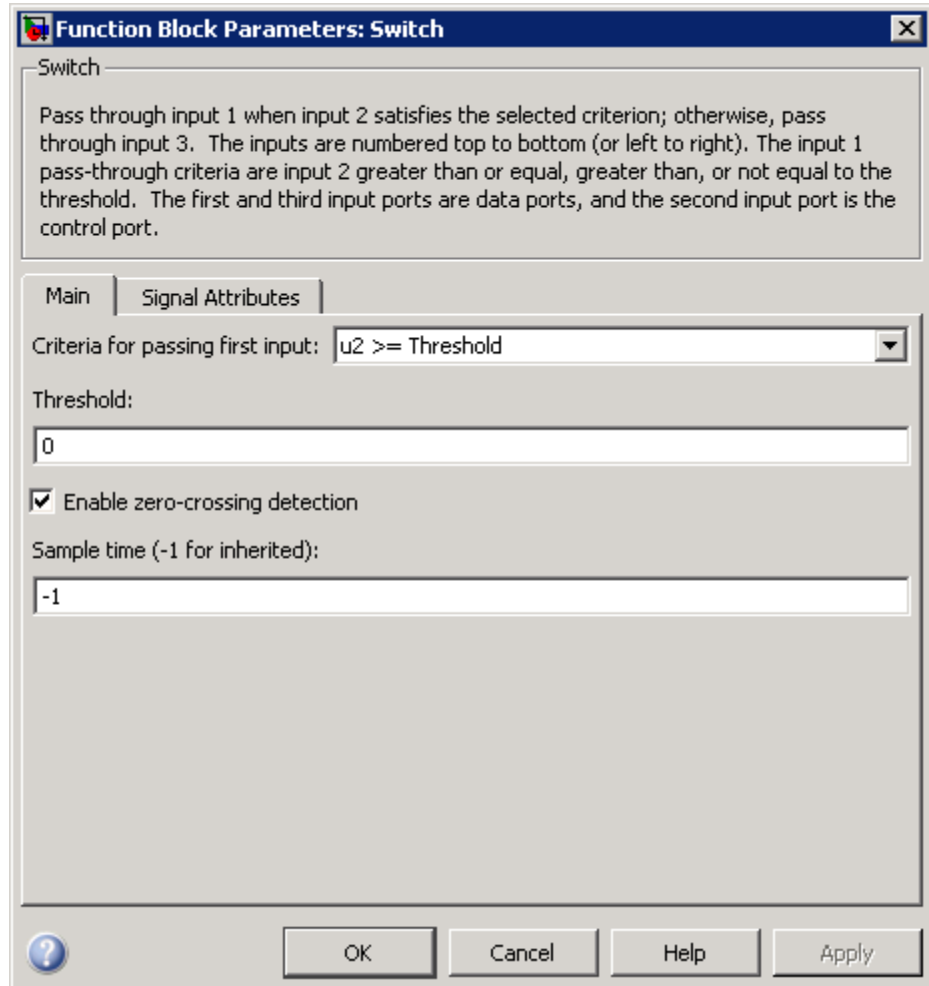 Function Block Parameters: Switch
Switch
Pass through input 1 when input 2 satisfies the selected criterion; otherwise, pass
through input 3.  The inputs are numbered top to bottom (or left to right). The input 1
pass-through criteria are input 2 greater than or equal, greater than, or not equal to the
threshold.  The first and third input ports are data ports, and the second input port is the
control port.
Main Signal Attributes
Criteria for passing first input: u2 >= Threshold
Threshold:
0
Enable zero-crossing detection
Sample time (-1 for inherited):
-1
? OK Cancel Help Apply